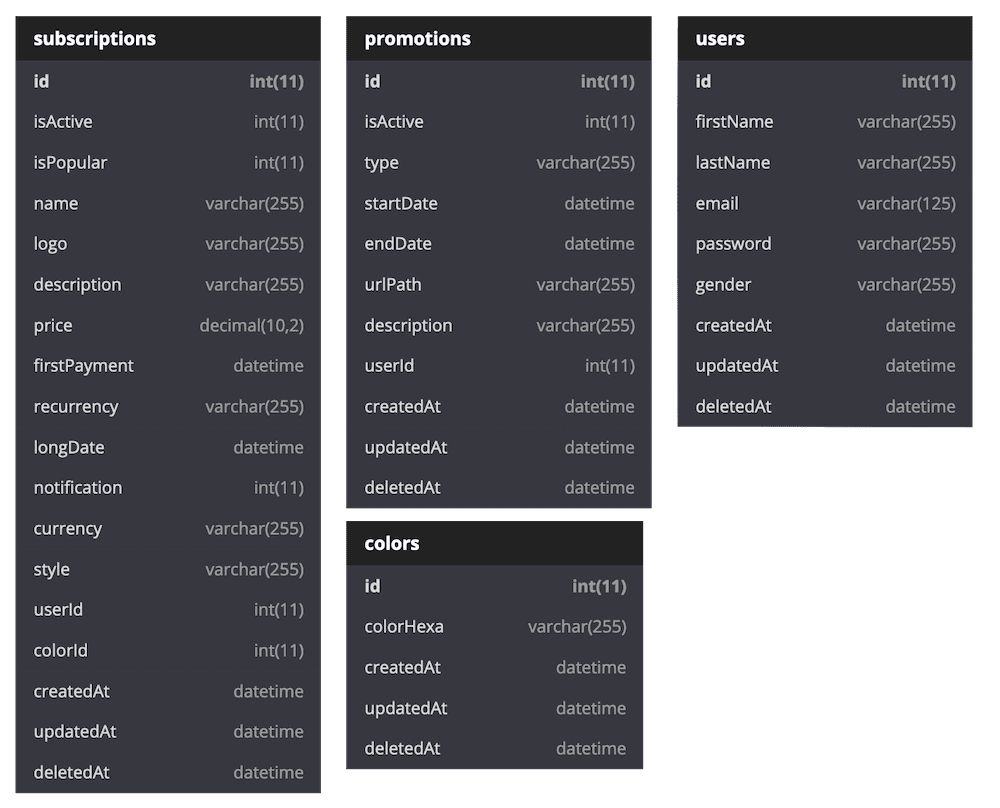 subscriptions
id int(11)
isActive int(11)
isPopular int(11)
name varchar(255)
logo varchar(255)
description varchar(255)
price decimal(10,2)
firstPayment datetime
recurrency varchar(255)
longDate datetime
notification int(11)
currency varchar(255)
style varchar(255)
userId int(11)
colorId int(11)
createdAt datetime
updatedAt datetime
deletedAt datetime
promotions
id int(11)
isActive int(11)
type varchar(255)
startDate datetime
endDate datetime
urlPath varchar(255)
description varchar(255)
userId int(11)
createdAt datetime
updatedAt datetime
deletedAt datetime
colors
id int(11)
colorHexa varchar(255)
createdAt datetime
updatedAt datetime
deletedAt datetime
users
id int(11)
firstName varchar(255)
lastName varchar(255)
email varchar(125)
password varchar(255)
gender varchar(255)
createdAt datetime
updatedAt datetime
deletedAt datetime